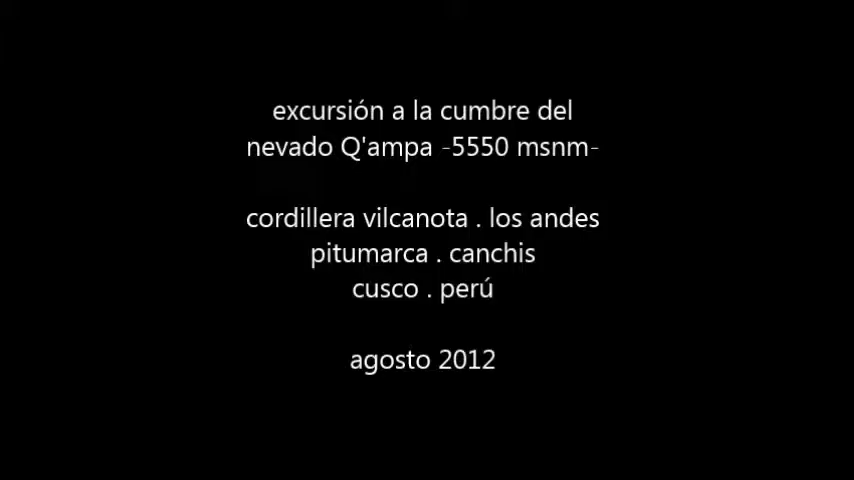 excursión a la cumbre del
nevado Q'ampa -5550 msnm-
cordillera vilcanota . los andes
pitumarca . canchis
cusco . perú
agosto 2012